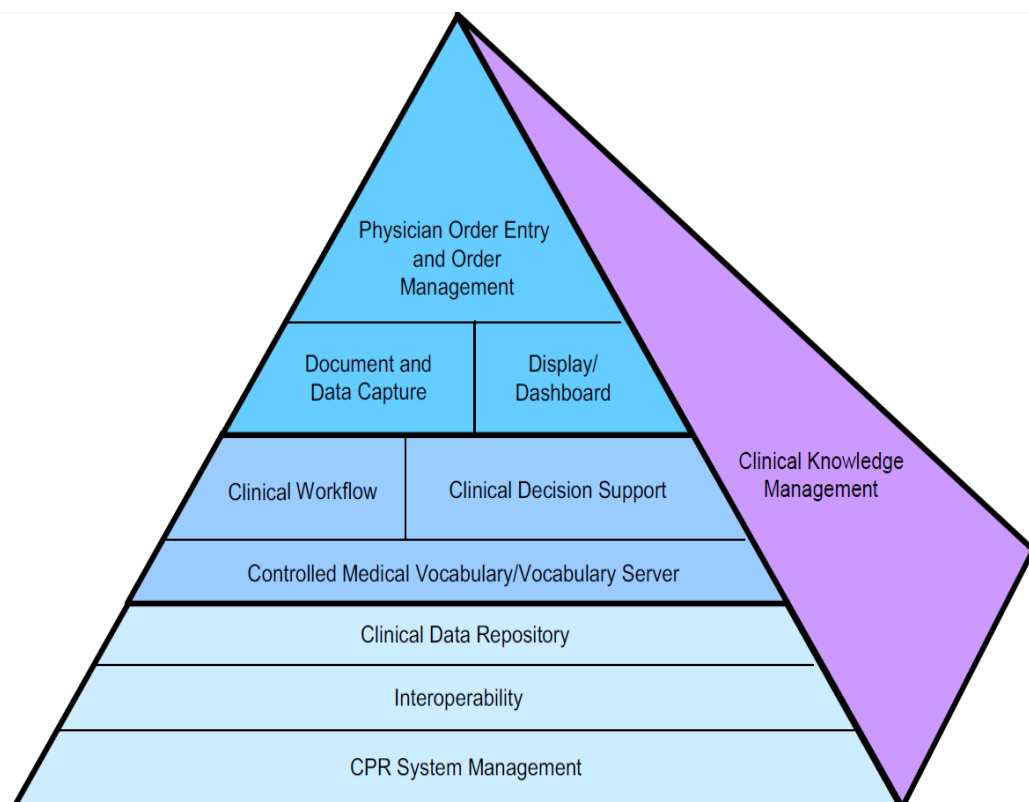 Physician Order Entry
and Order
Management
Document and
Data Capture
Display/
Dashboard
Clinical Workflow
Clinical Decision Support
Clinical Knowledge
Management
Controlled Medical Vocabulary/Vocabulary Server
Clinical Data Repository
Interoperability
CPR System Management